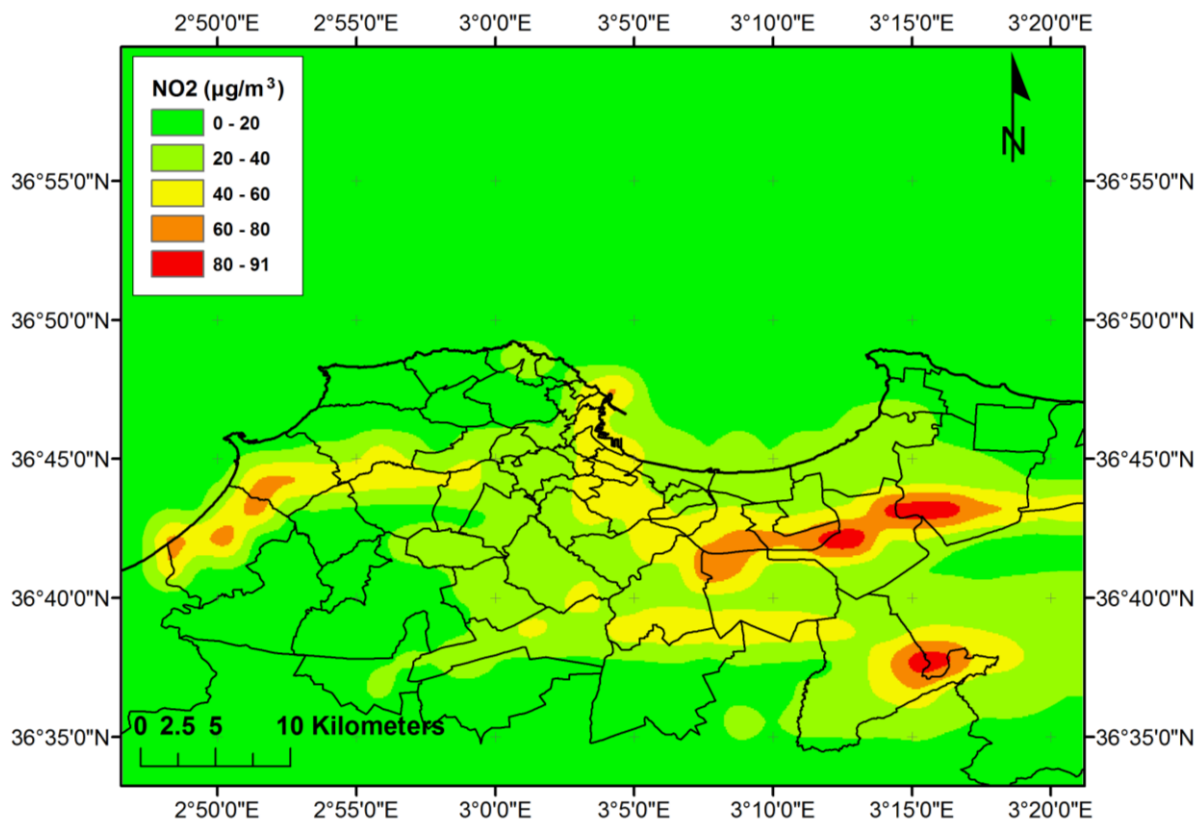 2°50'0"E 2°55'0"E 3°0'0"E 3°5'0"E 3°10'0"E 3°15'0"E 3°20'0"E
NO2 (µg/m³)
0 - 20
20 - 40
40 - 60
60 - 80
80 - 91
N
36°55'0"N 36°55'0"N
36°50'0"N 36°50'0"N
36°45'0"N 36°45'0"N
36°40'0"N 36°40'0"N
0 2.5 5 10 Kilometers
36°35'0"N 36°35'0"N
2°50'0"E 2°55'0"E 3°0'0"E 3°5'0"E 3°10'0"E 3°15'0"E 3°20'0"E